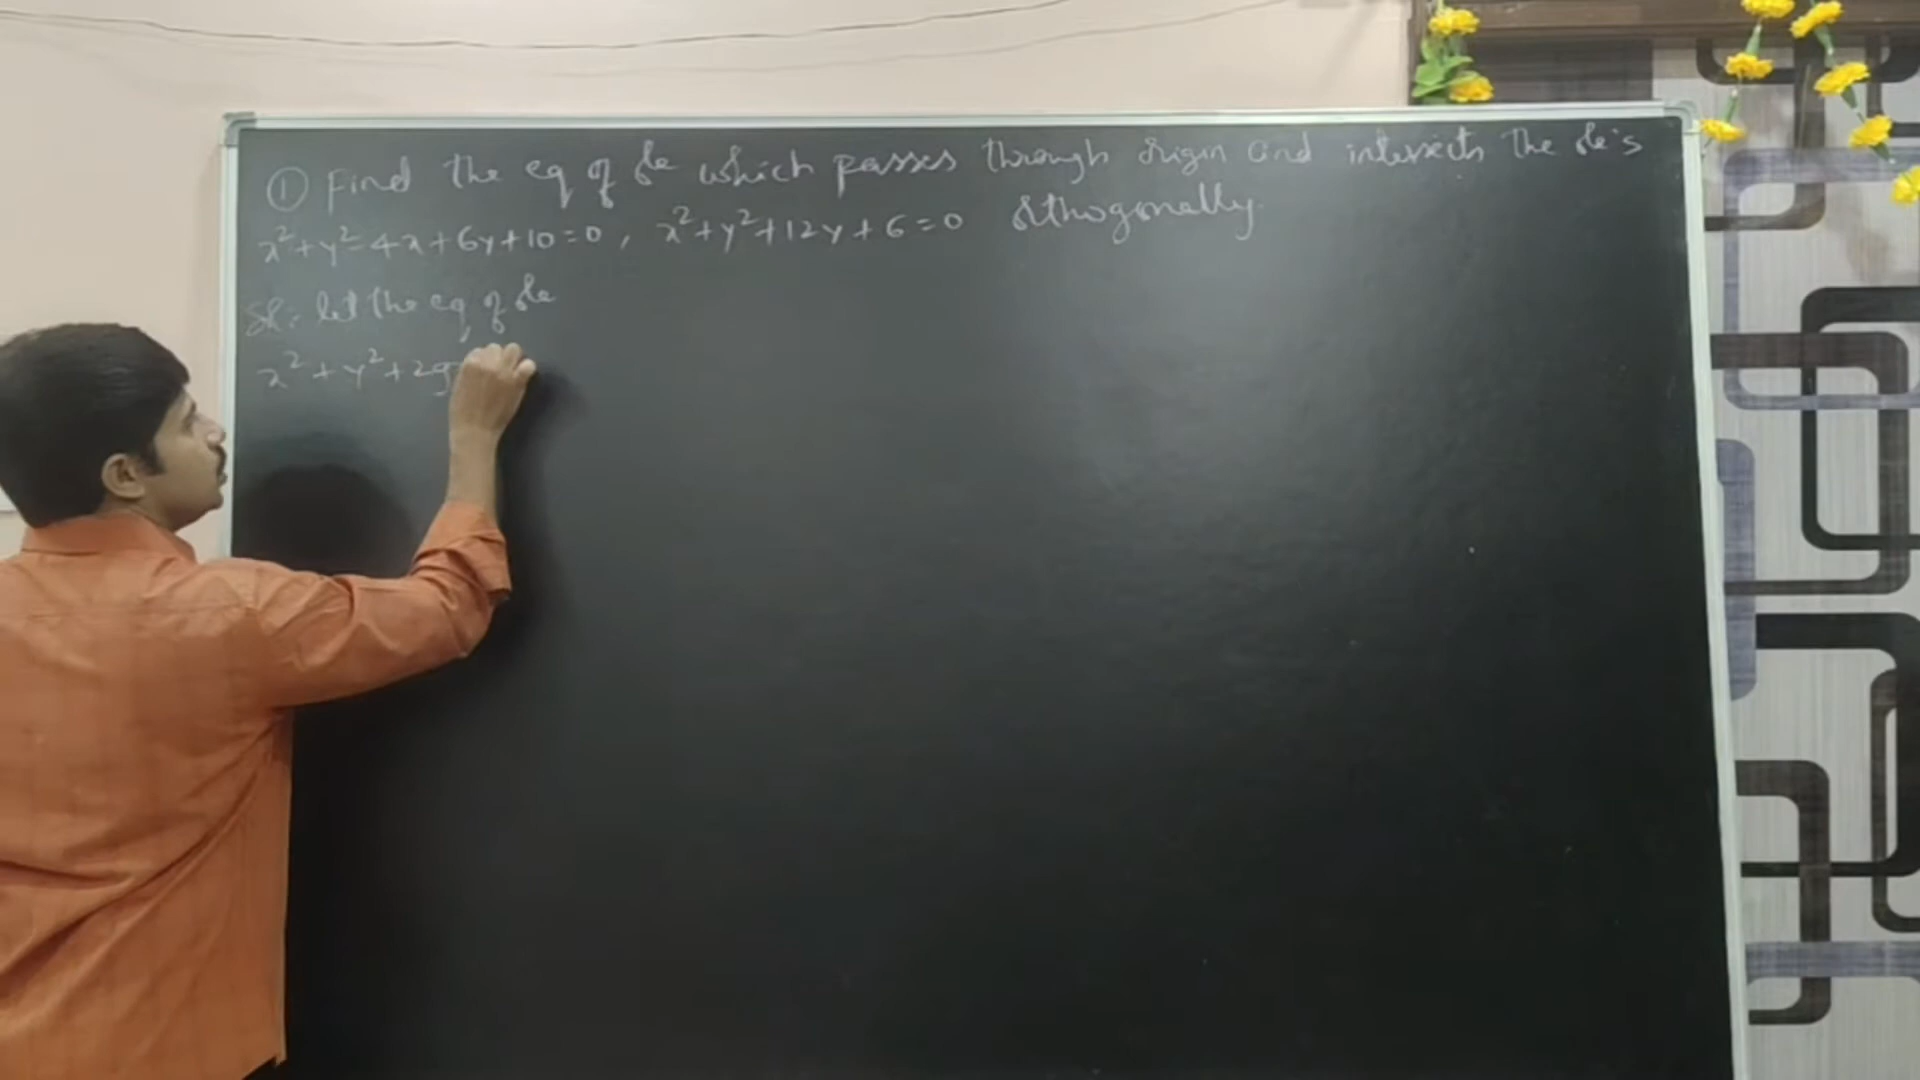 ① Find the eq of cle which passes through origin and intersects the cle's
x²+y²-4x+6y+10=0, x²+y²+12y+6=0 orthogonally.
Sol: let the eq of cle
x²+y²+2g